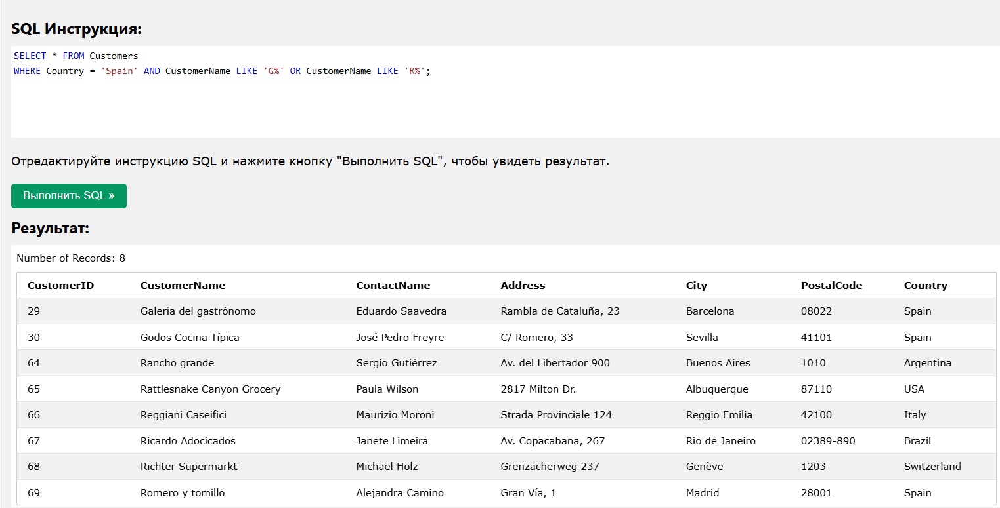 SQL Инструкция:
SELECT * FROM Customers
WHERE Country = 'Spain' AND CustomerName LIKE 'G%' OR CustomerName LIKE 'R%';
Отредактируйте инструкцию SQL и нажмите кнопку "Выполнить SQL", чтобы увидеть результат.
Выполнить SQL »
Результат:
Number of Records: 8
CustomerID CustomerName ContactName Address City PostalCode Country
29 Galería del gastrónomo Eduardo Saavedra Rambla de Cataluña, 23 Barcelona 08022 Spain
30 Godos Cocina Típica José Pedro Freyre C/ Romero, 33 Sevilla 41101 Spain
64 Rancho grande Sergio Gutiérrez Av. del Libertador 900 Buenos Aires 1010 Argentina
65 Rattlesnake Canyon Grocery Paula Wilson 2817 Milton Dr. Albuquerque 87110 USA
66 Reggiani Caseifici Maurizio Moroni Strada Provinciale 124 Reggio Emilia 42100 Italy
67 Ricardo Adocicados Janete Limeira Av. Copacabana, 267 Rio de Janeiro 02389-890 Brazil
68 Richter Supermarkt Michael Holz Grenzacherweg 237 Genève 1203 Switzerland
69 Romero y tomillo Alejandra Camino Gran Vía, 1 Madrid 28001 Spain